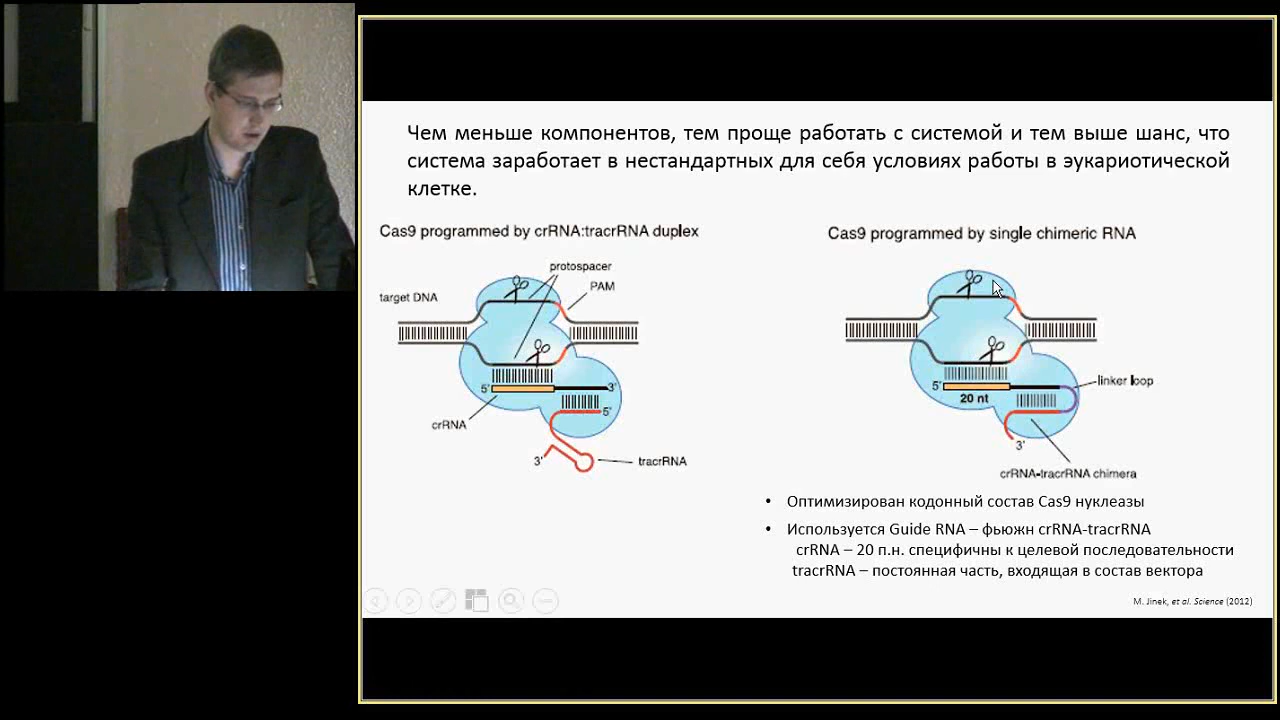 Чем меньше компонентов, тем проще работать с системой и тем выше шанс, что
система заработает в нестандартных для себя условиях работы в эукариотической
клетке.
Cas9 programmed by crRNA:tracrRNA duplex
protospacer
PAM
target DNA
5'
3'
5'
crRNA
3'
tracrRNA
Cas9 programmed by single chimeric RNA
linker loop
5'
20 nt
3'
crRNA-tracrRNA chimera
• Оптимизирован кодонный состав Cas9 нуклеазы
• Используется Guide RNA – фьюжн crRNA-tracrRNA
crRNA – 20 п.н. специфичны к целевой последовательности
tracrRNA – постоянная часть, входящая в состав вектора
M. Jinek, et al. Science (2012)